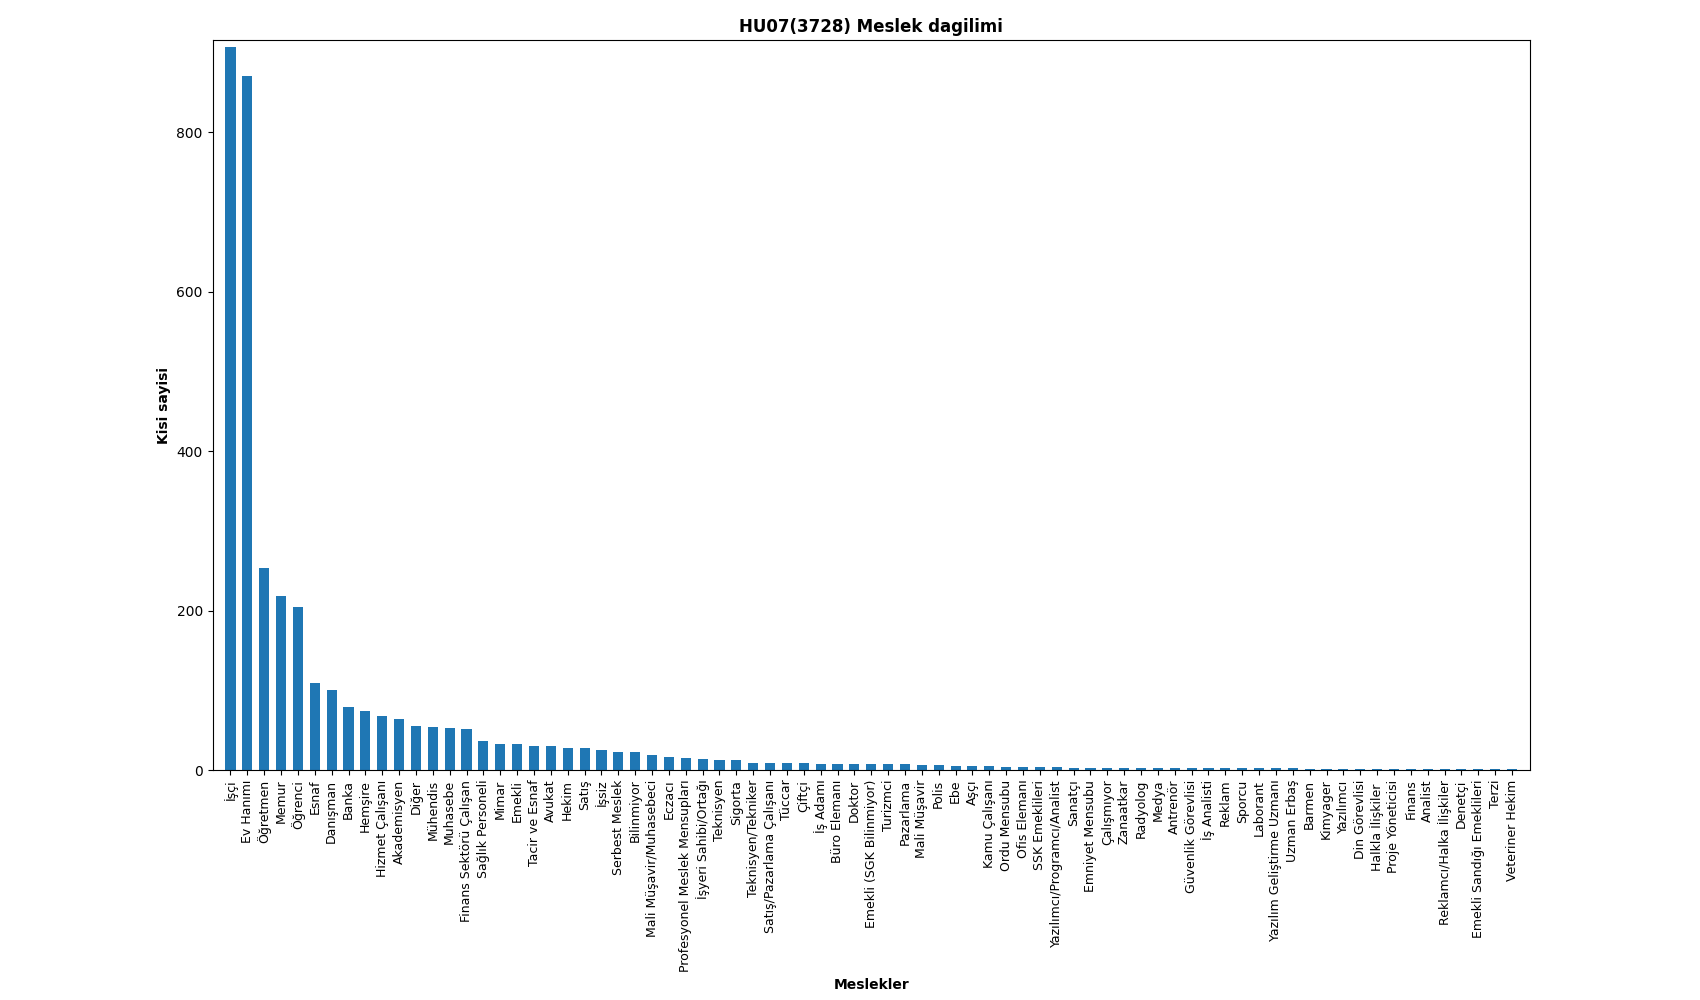 HU07(3728) Meslek dagilimi
800
600
400
200
0
Kisi sayisi
İşçi
Ev Hanımı
Öğretmen
Memur
Öğrenci
Esnaf
Danışman
Banka
Hemşire
Hizmet Çalışanı
Akademisyen
Diğer
Mühendis
Muhasebe
Finans Sektörü Çalışan
Sağlık Personeli
Mimar
Emekli
Tacir ve Esnaf
Avukat
Hekim
Satış
İşsiz
Serbest Meslek
Bilinmiyor
Mali Müşavir/Muhasebeci
Eczacı
Profesyonel Meslek Mensupları
İşyeri Sahibi/Ortağı
Teknisyen
Sigorta
Teknisyen/Tekniker
Satış/Pazarlama Çalışanı
Tüccar
Çiftçi
İş Adamı
Büro Elemanı
Doktor
Emekli (SGK Bilinmiyor)
Turizmci
Pazarlama
Mali Müşavir
Polis
Ebe
Aşçı
Kamu Çalışanı
Ordu Mensubu
Ofis Elemanı
SSK Emeklileri
Yazılımcı/Programcı/Analist
Sanatçı
Emniyet Mensubu
Çalışmıyor
Zanaatkar
Radyolog
Medya
Antrenör
Güvenlik Görevlisi
İş Analisti
Reklam
Sporcu
Laborant
Yazılım Geliştirme Uzmanı
Uzman Erbaş
Barmen
Kimyager
Yazılımcı
Din Görevlisi
Halkla İlişkiler
Proje Yöneticisi
Finans
Analist
Reklamcı/Halka İlişkiler
Denetçi
Emekli Sandığı Emeklileri
Terzi
Veteriner Hekim
Meslekler